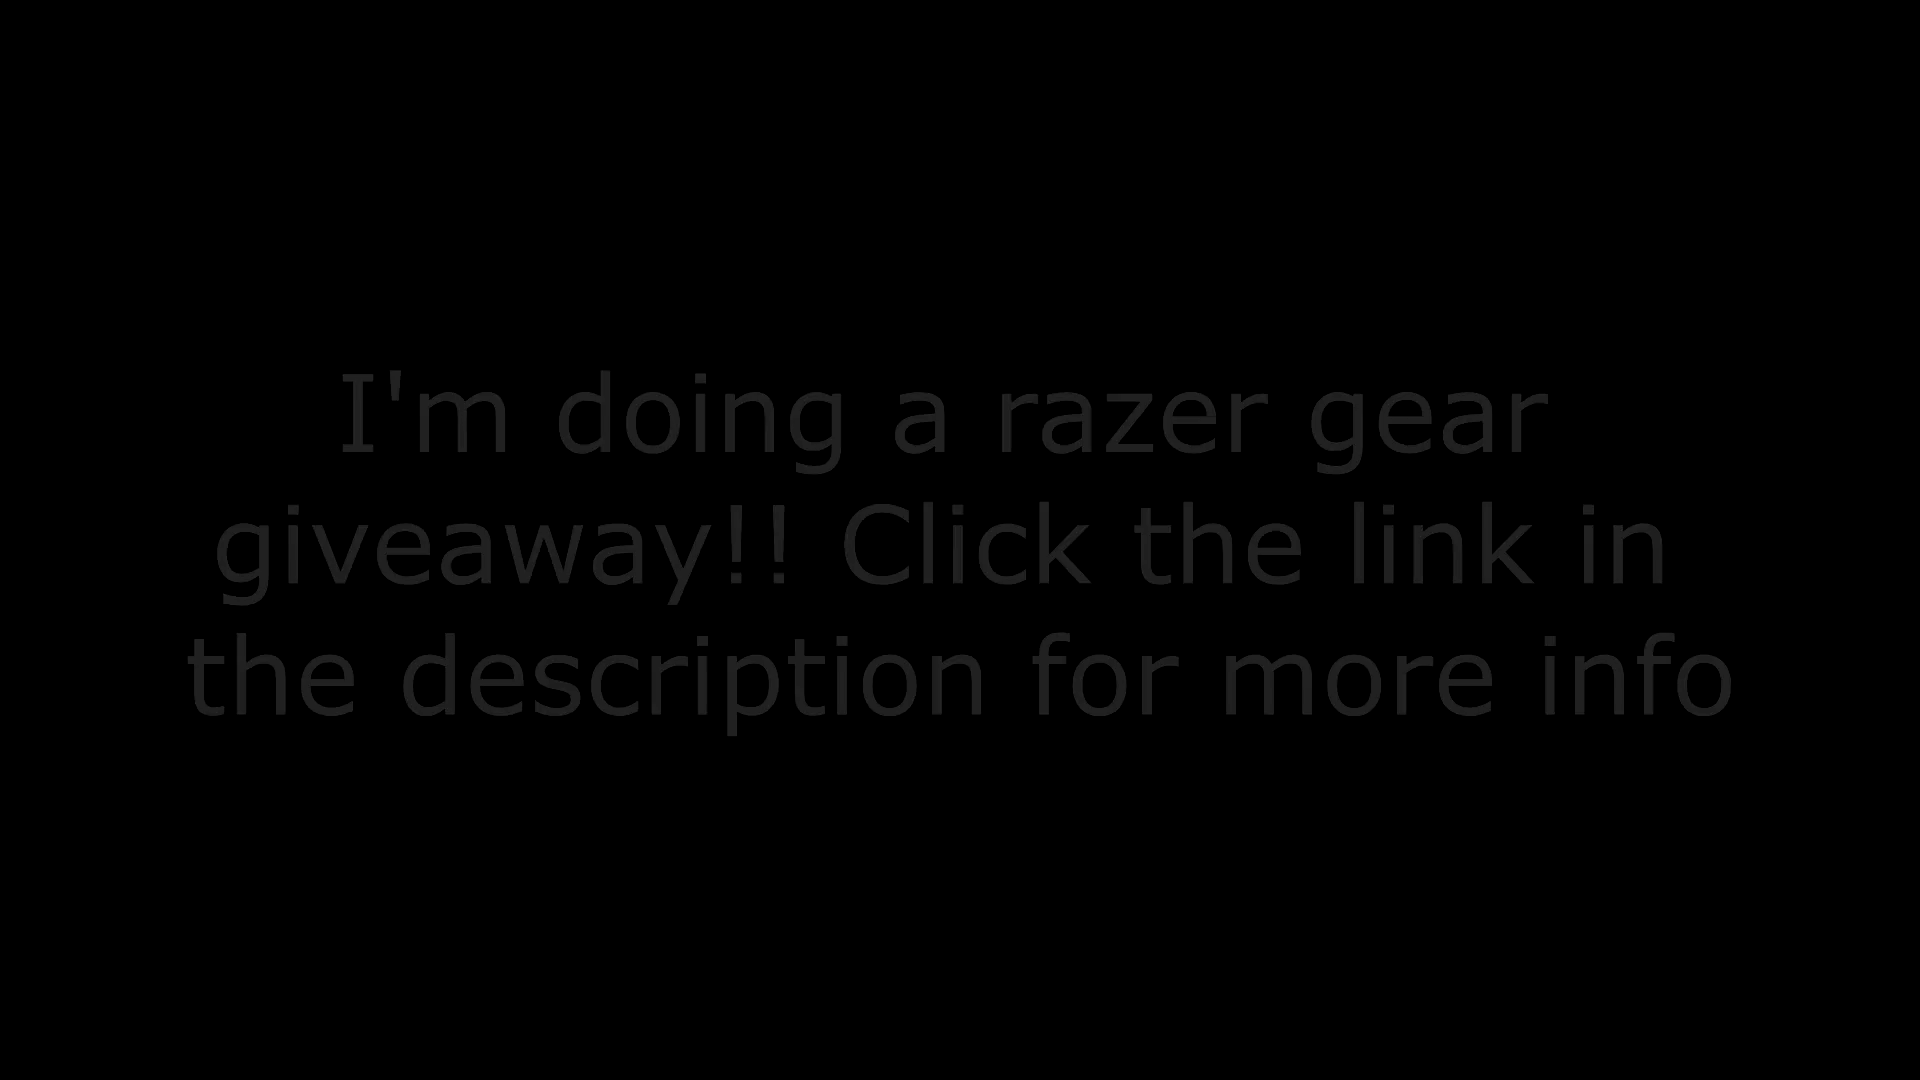 I'm doing a razer gear
giveaway!! Click the link in
the description for more info